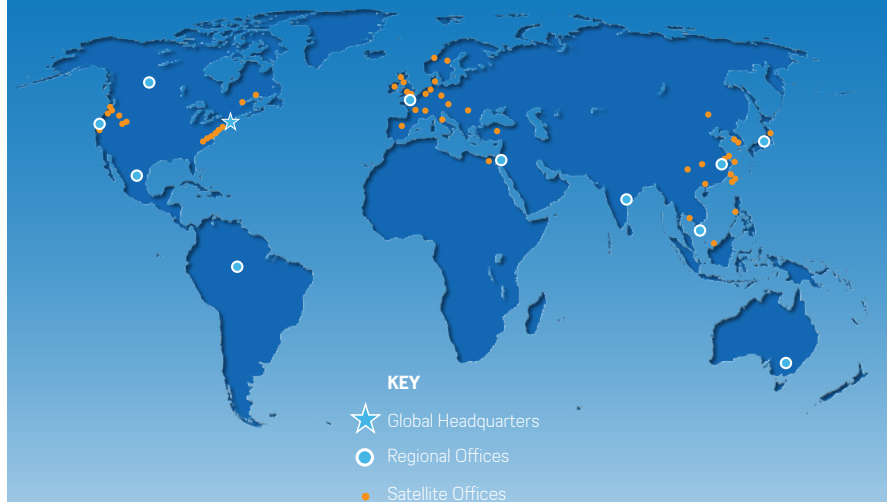 KEY
Global Headquarters
Regional Offices
Satellite Offices